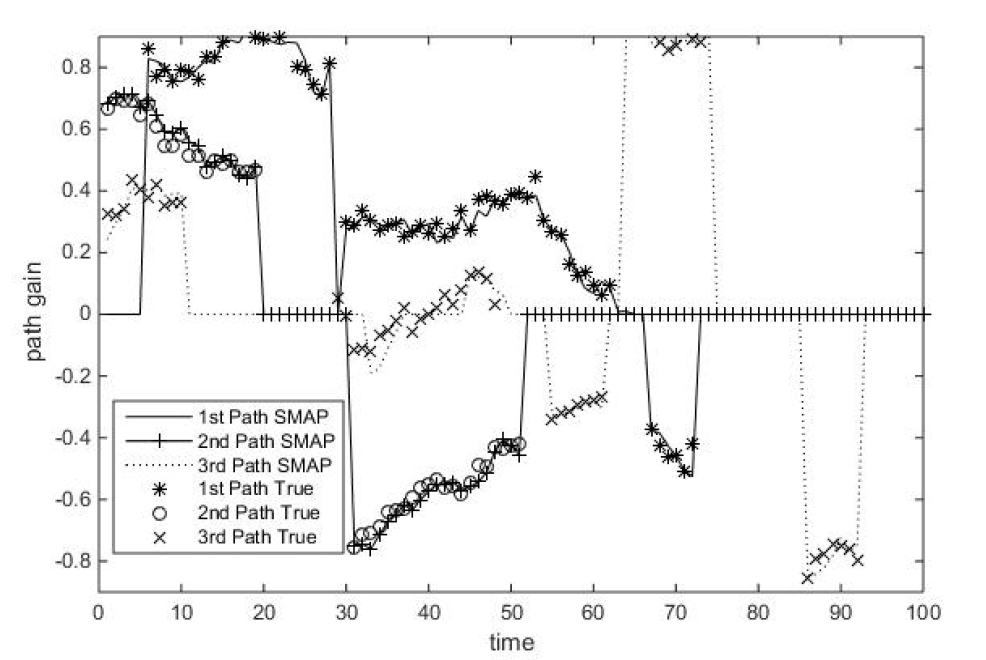 0.8
0.6
0.4
0.2
0
-0.2
-0.4
-0.6
-0.8
path gain
1st Path SMAP
2nd Path SMAP
3rd Path SMAP
1st Path True
2nd Path True
3rd Path True
0 10 20 30 40 50 60 70 80 90 100
time